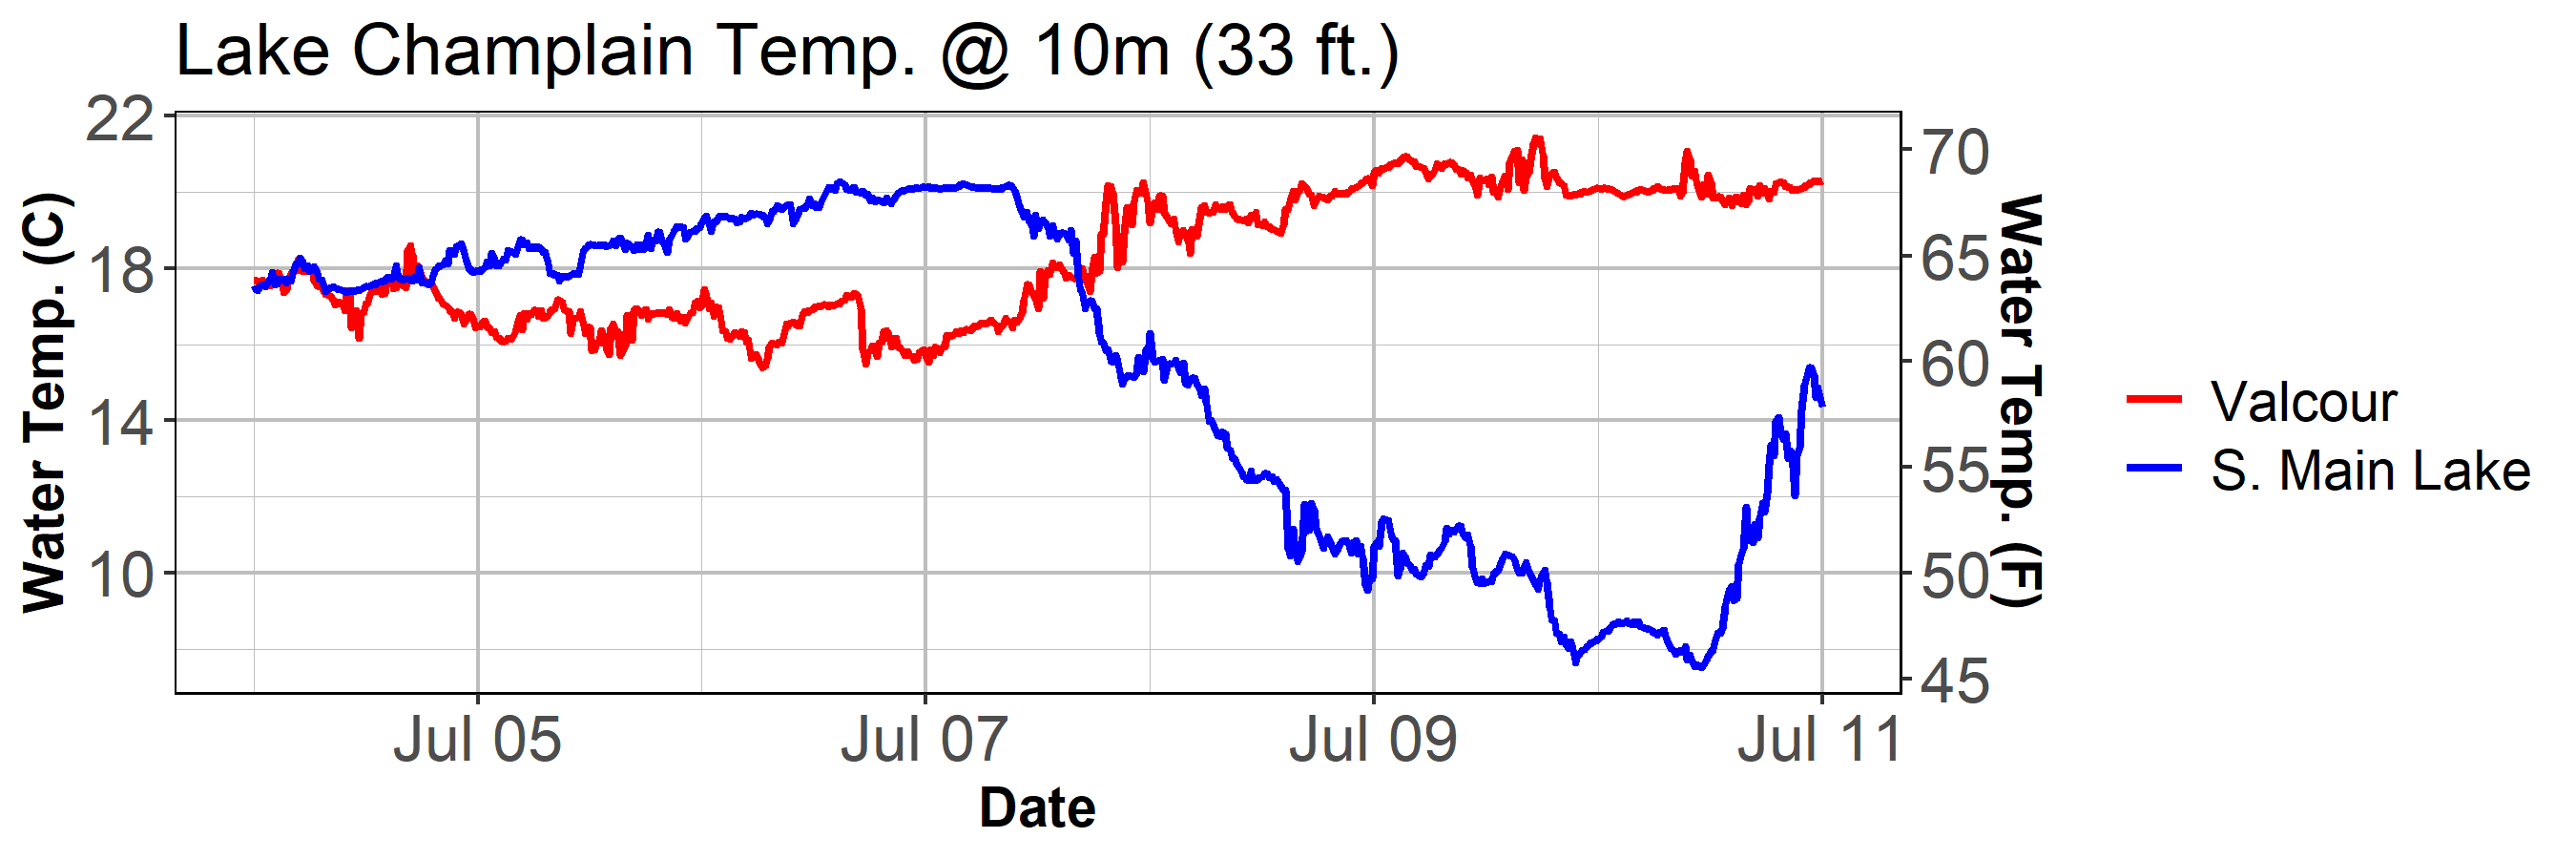 Lake Champlain Temp. @ 10m (33 ft.)
Water Temp. (C)
22
18
14
10
70
65
60
55
50
45
Water Temp. (F)
Jul 05
Jul 07
Jul 09
Jul 11
Date
Valcour
S. Main Lake